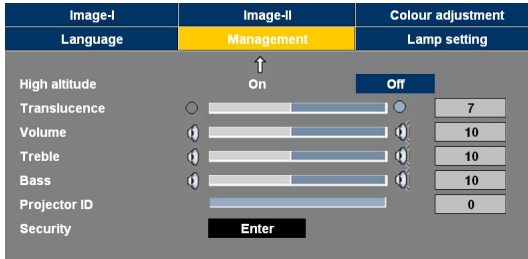 Image-I Image-II Colour adjustment
Language Management Lamp setting
High altitude On Off
Translucence 7
Volume 10
Treble 10
Bass 10
Projector ID 0
Security Enter